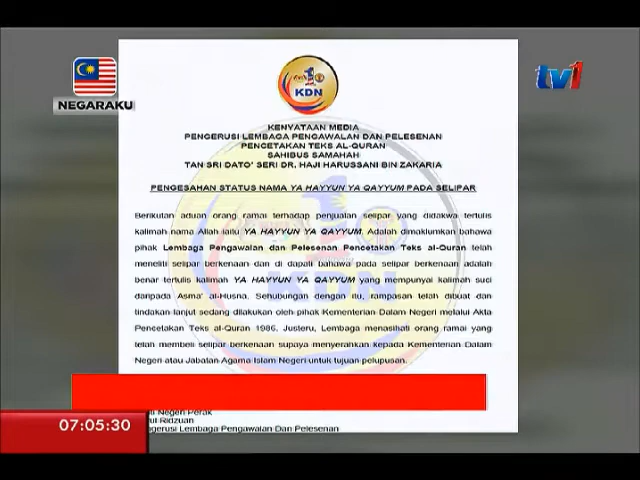 NEGARAKU
tv1
1
KDN
KENYATAAN MEDIA
PENGERUSI LEMBAGA PENGAWALAN DAN PELESENAN
PENCETAKAN TEKS AL-QURAN
SAHIBUS SAMAHAH
TAN SRI DATO' SERI DR. HAJI HARUSSANI BIN ZAKARIA
PENGESAHAN STATUS NAMA YA HAYYUN YA QAYYUM PADA SELIPAR
Berikutan aduan orang ramai terhadap penjualan selipar yang didakwa tertulis
kalimah nama Allah iaitu YA HAYYUN YA QAYYUM. Adalah dimaklumkan bahawa
pihak Lembaga Pengawalan dan Pelesenan Pencetakan Teks al-Quran telah
meneliti selipar berkenaan dan di dapati bahawa pada selipar berkenaan adalah
benar tertulis kalimah YA HAYYUN YA QAYYUM yang mempunyai kalimah suci
daripada Asma' al-Husna. Sehubungan dengan itu, rampasan telah dibuat dan
tindakan lanjut sedang dilakukan oleh pihak Kementerian Dalam Negeri melalui Akta
Pencetakan Teks al-Quran 1986. Justeru, Lembaga menasihati orang ramai yang
telah membeli selipar berkenaan supaya menyerahkan kepada Kementerian Dalam
Negeri atau Jabatan Agama Islam Negeri untuk tujuan pelupusan.
Negeri Perak
Ridzuan
gerusi Lembaga Pengawalan Dan Pelesenan
07:05:30